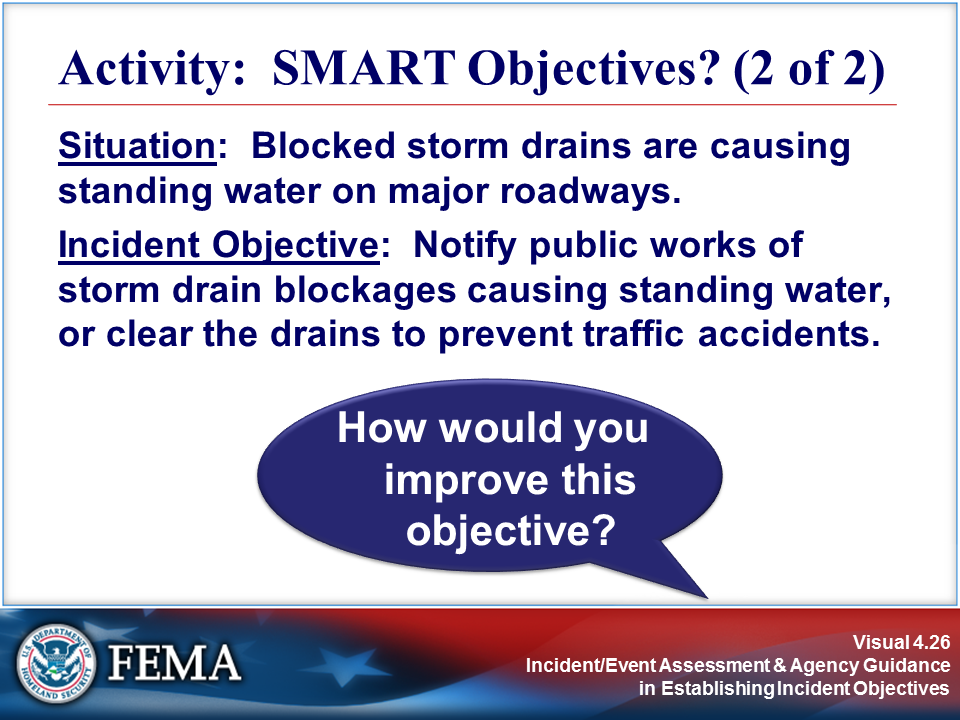 Activity:  SMART Objectives? (2 of 2)
Situation:  Blocked storm drains are causing
standing water on major roadways.
Incident Objective:  Notify public works of
storm drain blockages causing standing water,
or clear the drains to prevent traffic accidents.
How would you
improve this
objective?
U.S. DEPARTMENT OF
HOMELAND SECURITY
FEMA
Visual 4.26
Incident/Event Assessment & Agency Guidance
in Establishing Incident Objectives